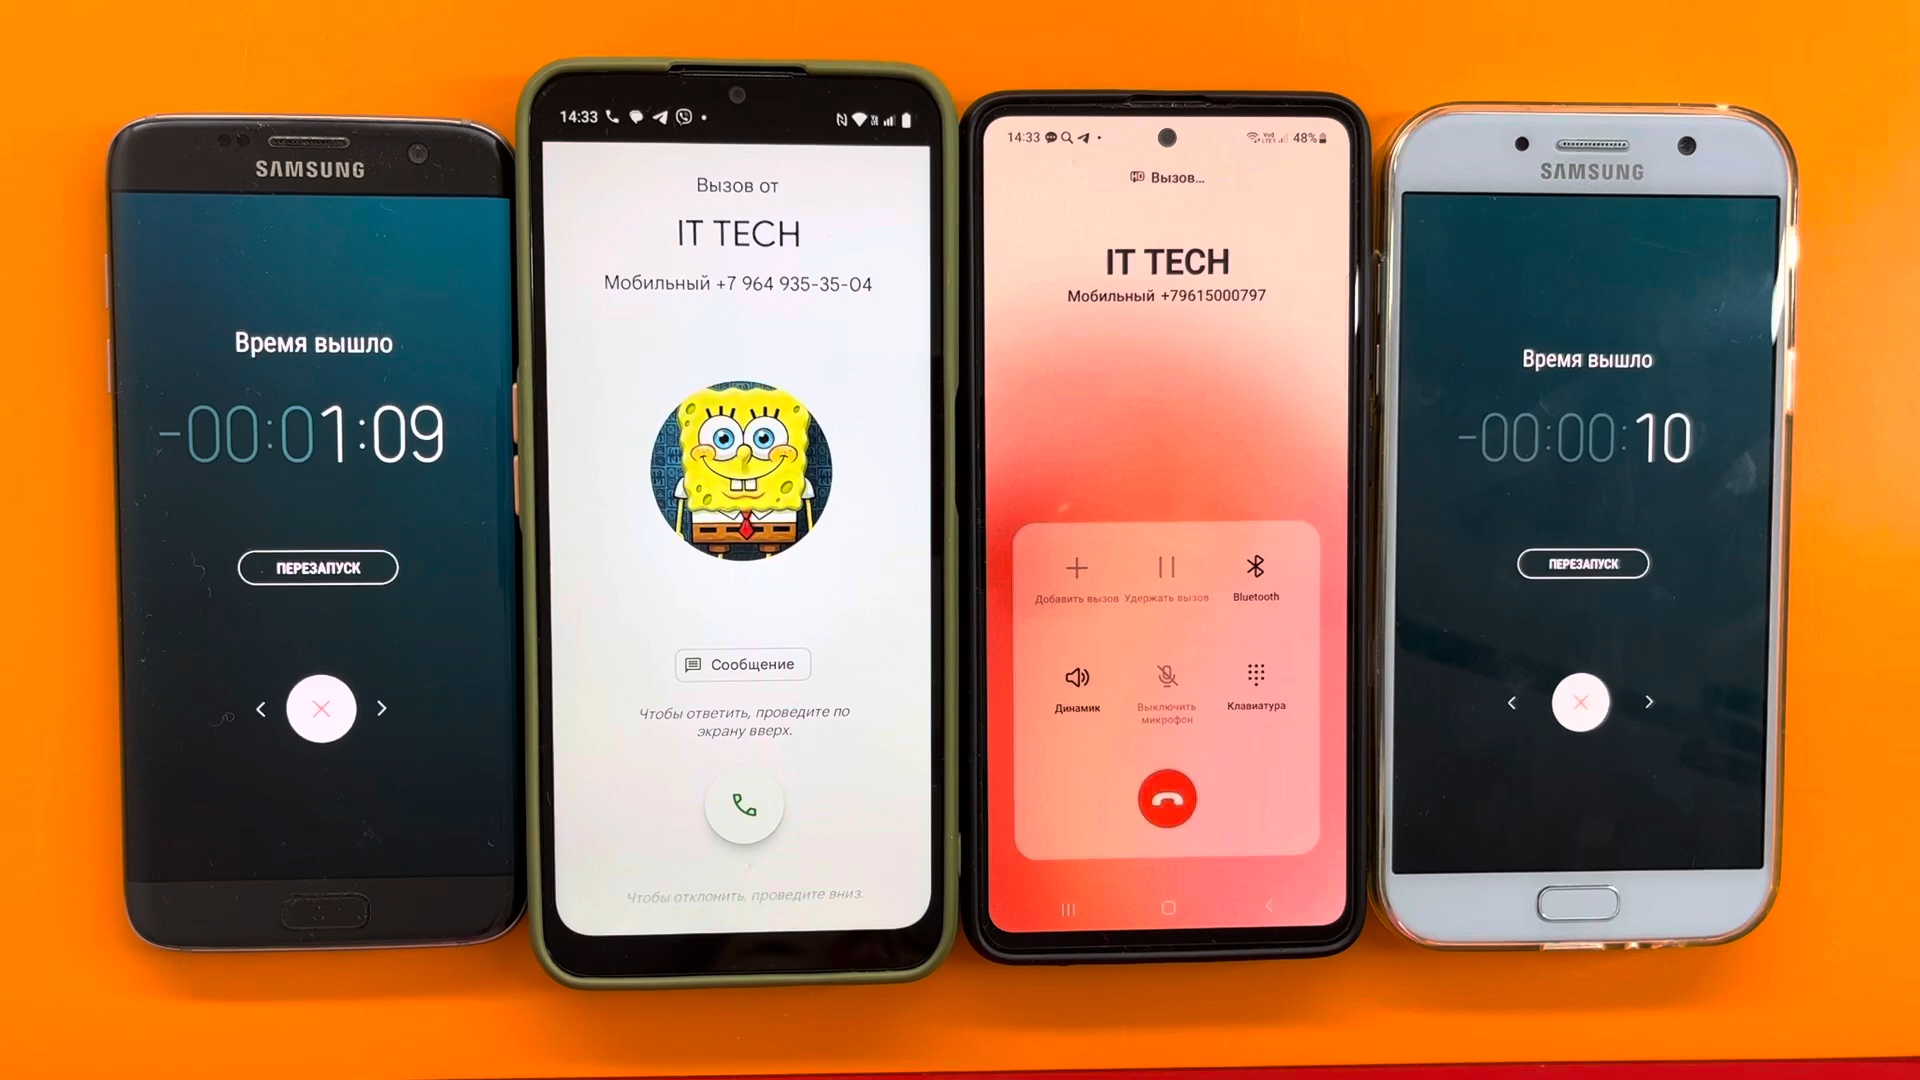 SAMSUNG
Время вышло
-00:01:09
ПЕРЕЗАПУСК
14:33
Вызов от
IT TECH
Мобильный +7 964 935-35-04
Сообщение
Чтобы ответить, проведите по
экрану вверх.
Чтобы отклонить, проведите вниз.
14:33
48%
Вызов...
IT TECH
Мобильный +79615000797
Добавить вызов
Удержать вызов
Bluetooth
Динамик
Выключить
микрофон
Клавиатура
SAMSUNG
Время вышло
-00:00:10
ПЕРЕЗАПУСК